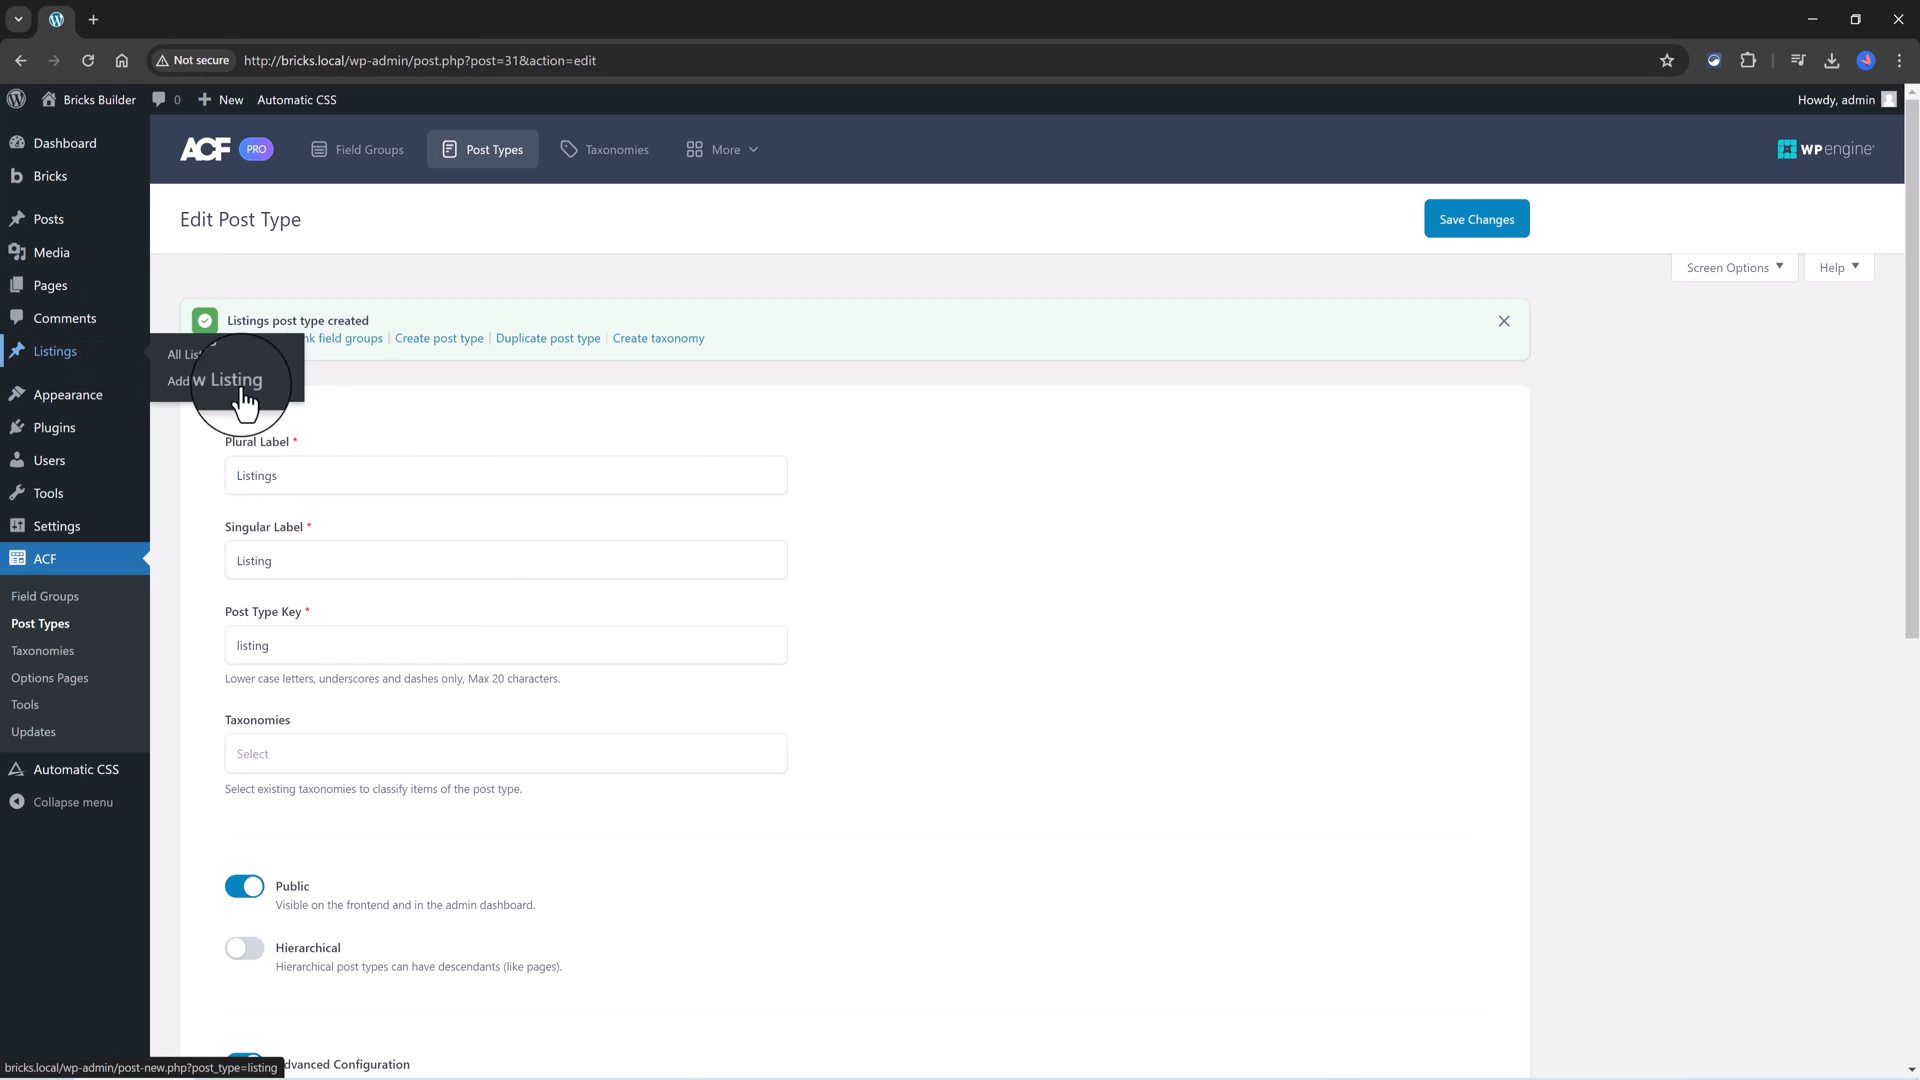 Not secure
http://bricks.local/wp-admin/post.php?post=31&action=edit
Bricks Builder
0
New
Automatic CSS
Howdy, admin
Dashboard
Bricks
Posts
Media
Pages
Comments
Listings
All List
Add w Listing
Appearance
Plugins
Users
Tools
Settings
ACF
Field Groups
Post Types
Taxonomies
Options Pages
Tools
Updates
Automatic CSS
Collapse menu
ACF PRO
Field Groups
Post Types
Taxonomies
More
WPengine
Edit Post Type
Save Changes
Screen Options
Help
Listings post type created
nk field groups | Create post type | Duplicate post type | Create taxonomy
Plural Label *
Listings
Singular Label *
Listing
Post Type Key *
listing
Lower case letters, underscores and dashes only, Max 20 characters.
Taxonomies
Select
Select existing taxonomies to classify items of the post type.
Public
Visible on the frontend and in the admin dashboard.
Hierarchical
Hierarchical post types can have descendants (like pages).
dvanced Configuration
bricks.local/wp-admin/post-new.php?post_type=listing